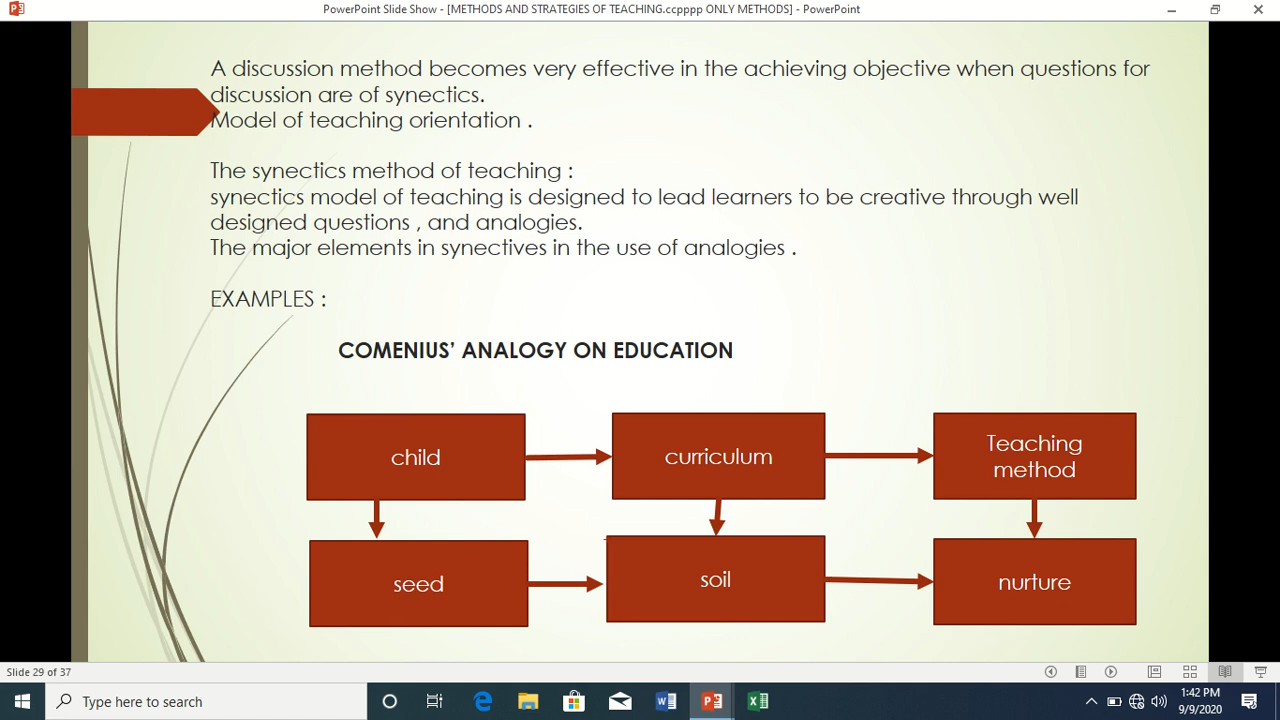 PowerPoint Slide Show - [METHODS AND STRATEGIES OF TEACHING.ccpppp ONLY METHODS] - PowerPoint
A discussion method becomes very effective in the achieving objective when questions for
discussion are of synectics.
Model of teaching orientation .
The synectics method of teaching :
synectics model of teaching is designed to lead learners to be creative through well
designed questions , and analogies.
The major elements in synectives in the use of analogies .
EXAMPLES :
COMENIUS’ ANALOGY ON EDUCATION
child
curriculum
Teaching
method
seed
soil
nurture
Slide 29 of 37
Type here to search
1:42 PM
9/9/2020